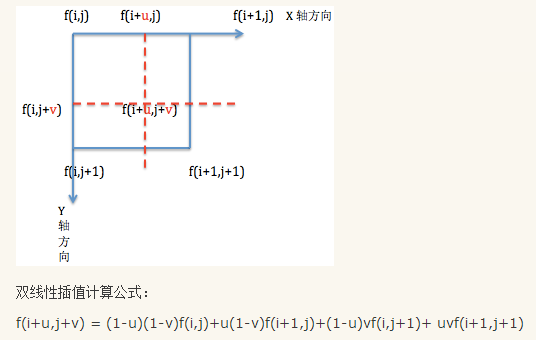 f(i,j) f(i+u,j) f(i+1,j) X 轴方向
f(i,j+v) f(i+u,j+v)
f(i,j+1) f(i+1,j+1)
Y
轴
方
向
双线性插值计算公式：
f(i+u,j+v) = (1-u)(1-v)f(i,j)+u(1-v)f(i+1,j)+(1-u)vf(i,j+1)+ uvf(i+1,j+1)